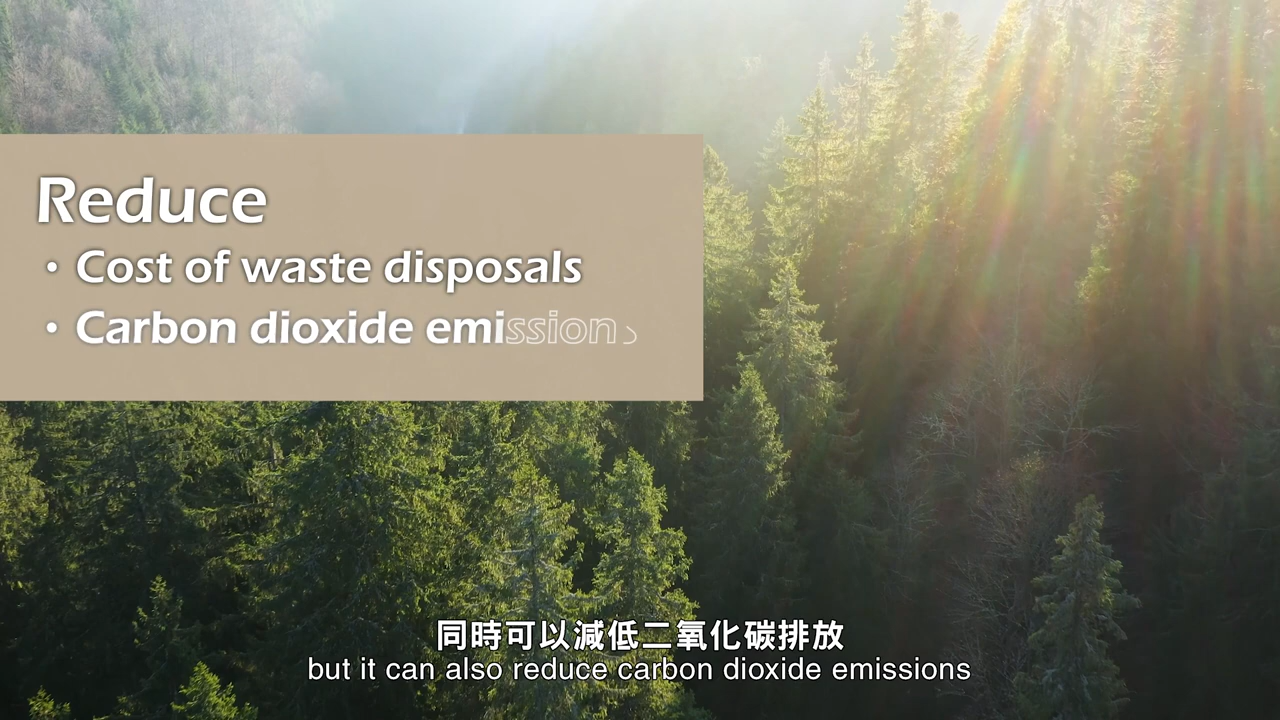 Reduce
• Cost of waste disposals
• Carbon dioxide emission
同時可以減低二氧化碳排放
but it can also reduce carbon dioxide emissions